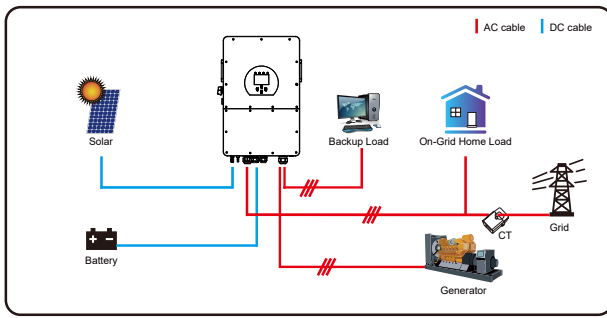 AC cable
DC cable
Solar
Backup Load
On-Grid Home Load
Battery
CT
Grid
Generator